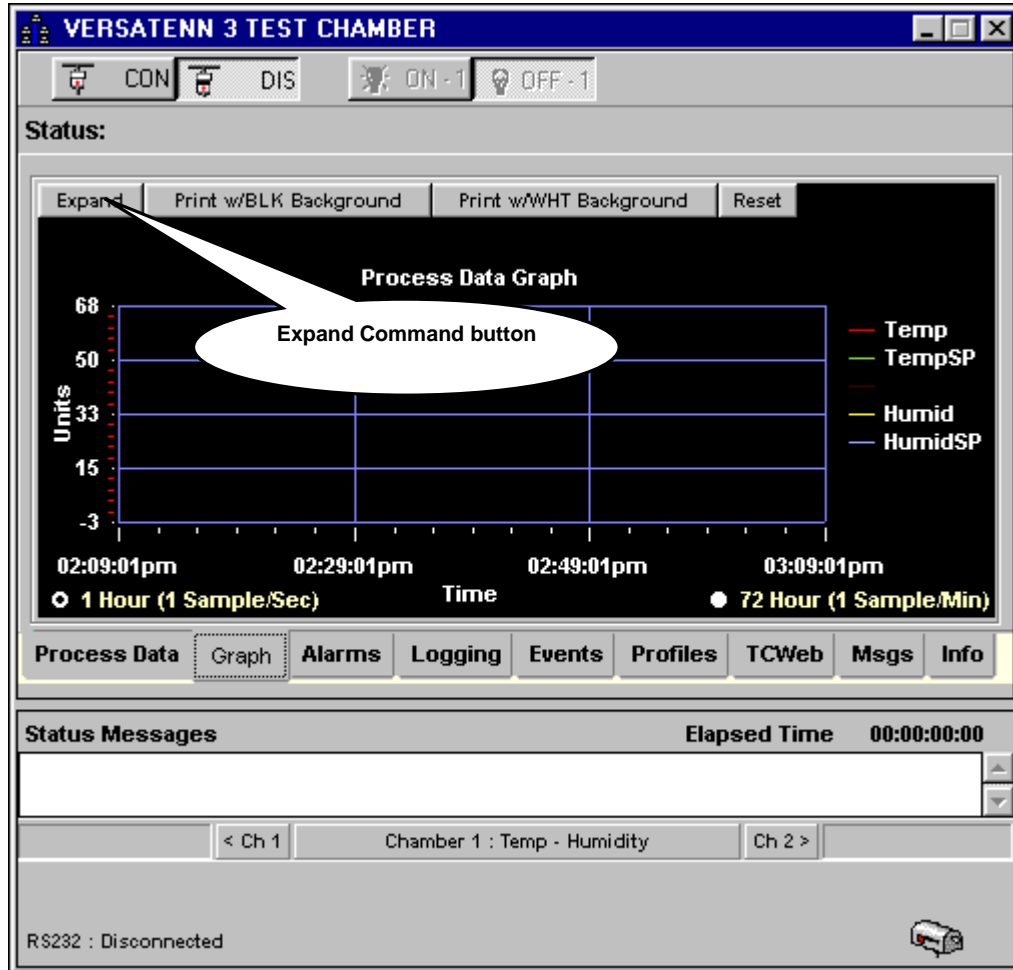 VERSATENN 3 TEST CHAMBER
CON DIS ON - 1 OFF - 1
Status:
Expand Print w/BLK Background Print w/WHT Background Reset
Process Data Graph
Expand Command button
68
50
33
15
-3
Units
Temp
TempSP
Humid
HumidSP
02:09:01pm 02:29:01pm 02:49:01pm 03:09:01pm
1 Hour (1 Sample/Sec) Time 72 Hour (1 Sample/Min)
Process Data Graph Alarms Logging Events Profiles TCWeb Msgs Info
Status Messages Elapsed Time 00:00:00:00
< Ch 1 Chamber 1 : Temp - Humidity Ch 2 >
RS232 : Disconnected